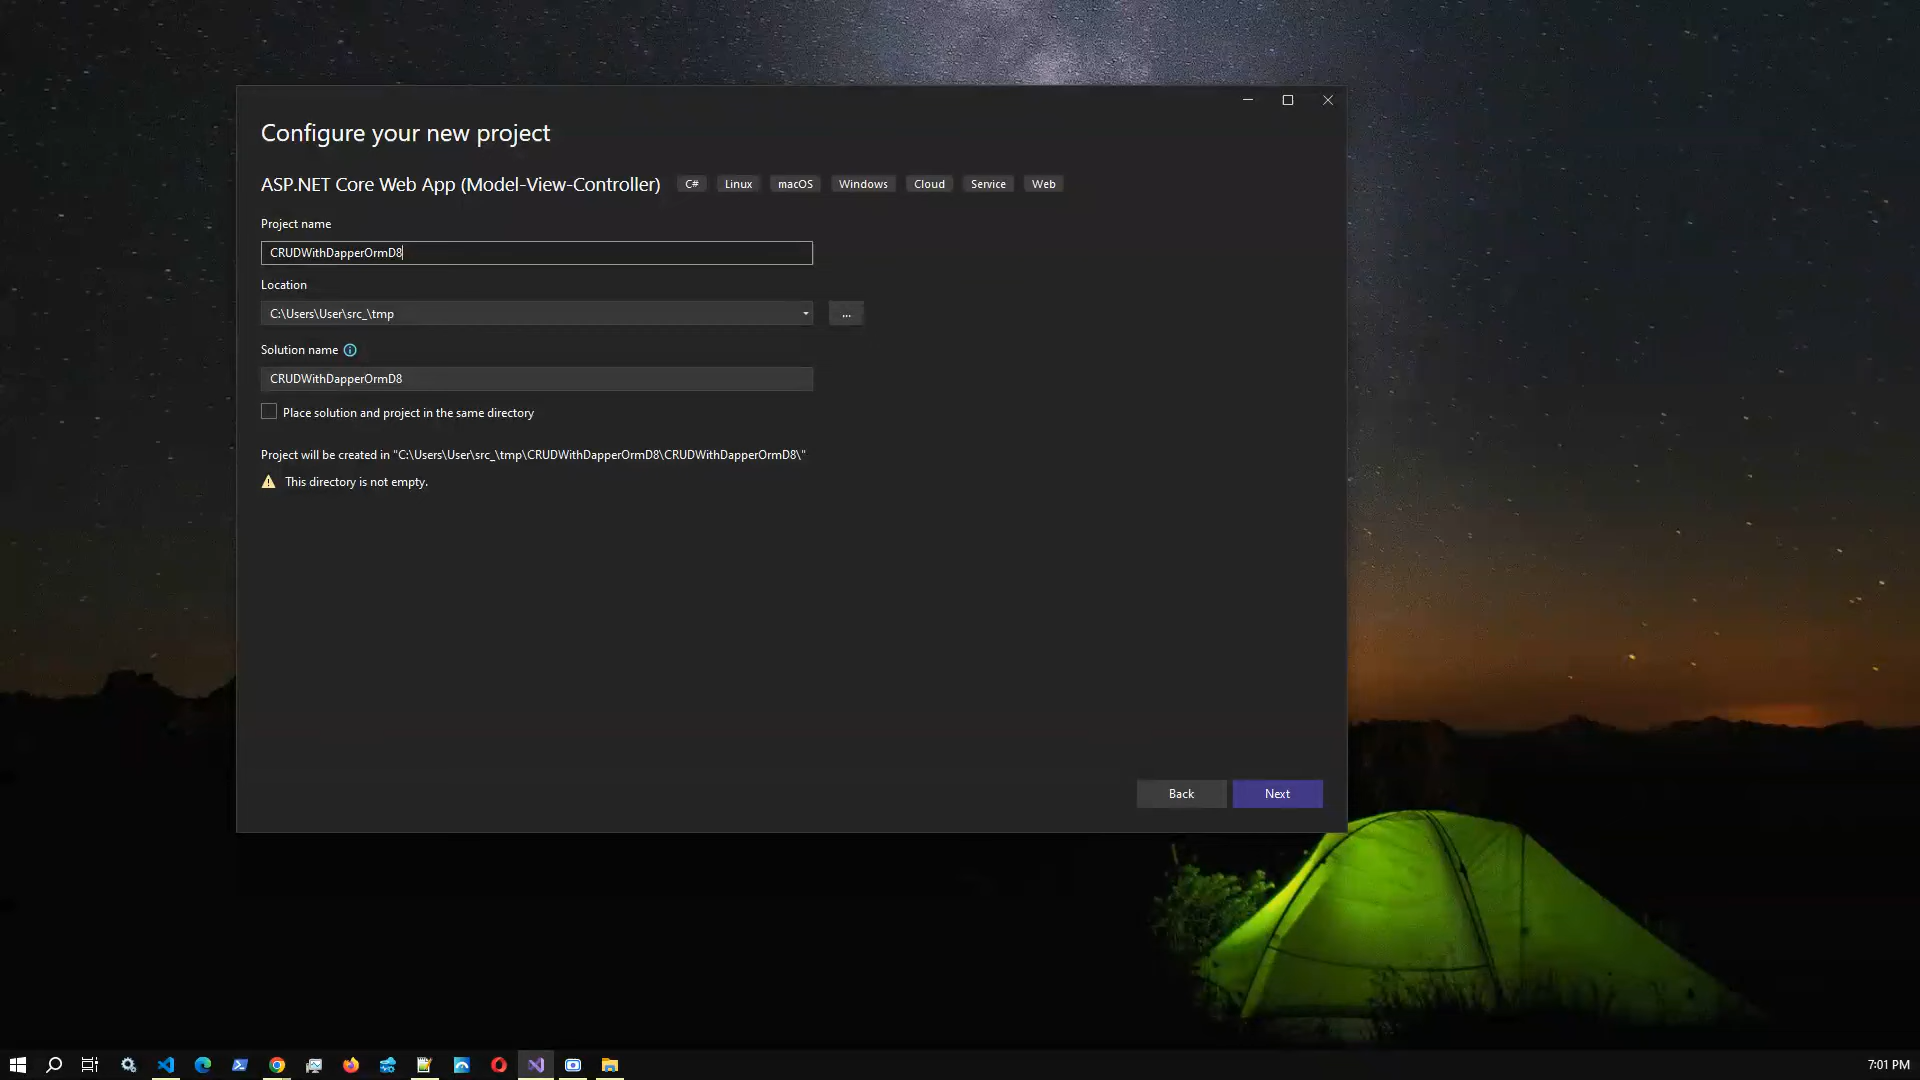 Configure your new project
ASP.NET Core Web App (Model-View-Controller) C# Linux macOS Windows Cloud Service Web
Project name
CRUDWithDapperOrmD8
Location
C:\Users\User\src_\tmp
...
Solution name
CRUDWithDapperOrmD8
Place solution and project in the same directory
Project will be created in "C:\Users\User\src_\tmp\CRUDWithDapperOrmD8\CRUDWithDapperOrmD8\"
This directory is not empty.
Back Next
7:01 PM